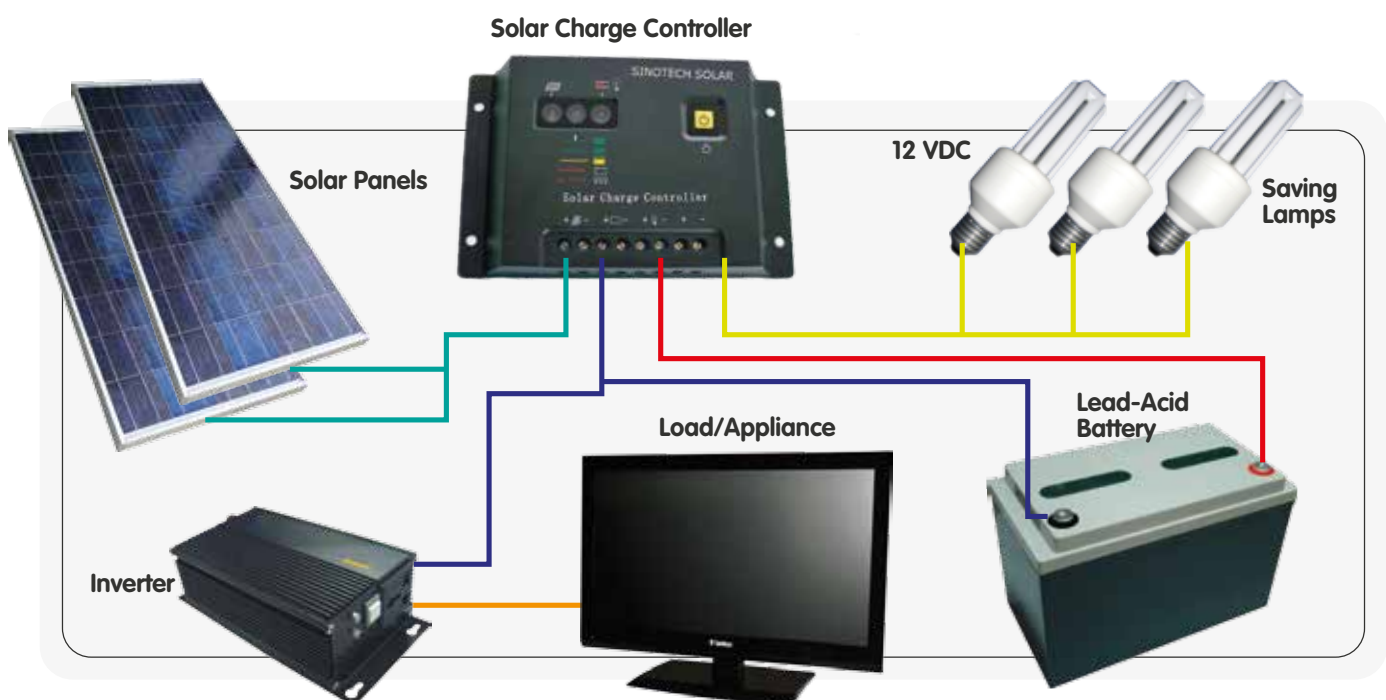 Solar Charge Controller
SINOTECH SOLAR
Solar Panels
12 VDC
Saving
Lamps
Solar Charge Controller
Load/Appliance
Lead-Acid
Battery
Inverter